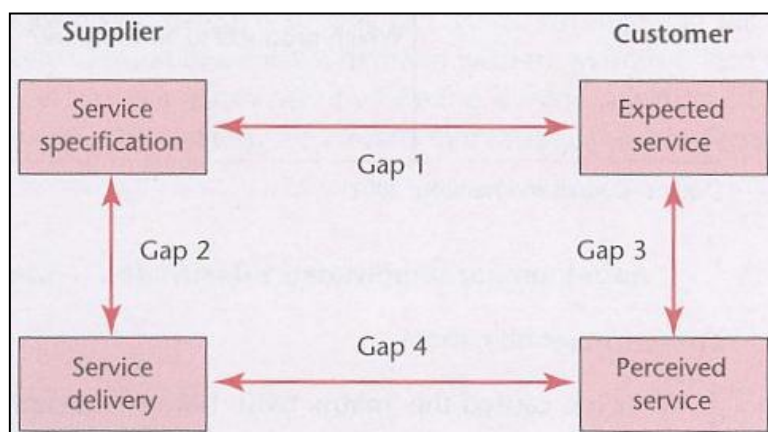 Supplier
Customer
Service
specification
Expected
service
Gap 1
Gap 2
Gap 3
Service
delivery
Gap 4
Perceived
service